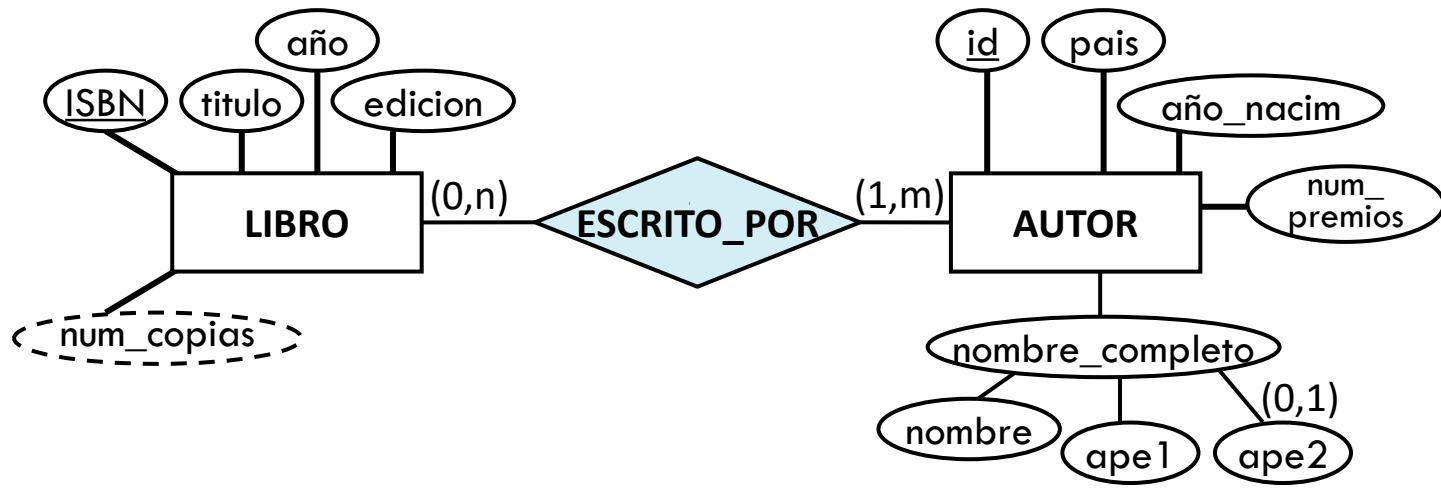 año
id
pais
ISBN
titulo
edicion
año_nacim
(0,n)
(1,m)
num_
premios
LIBRO
ESCRITO_POR
AUTOR
num_copias
nombre_completo
(0,1)
nombre
ape1
ape2